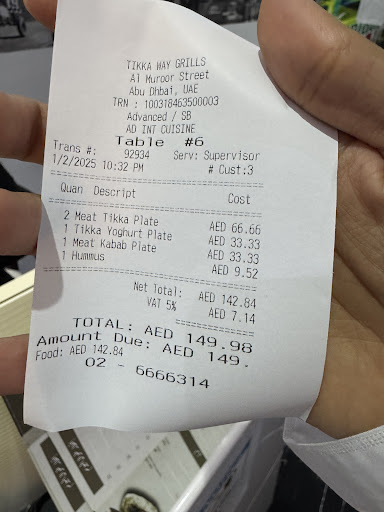 TIKKA WAY GRILLS
Al Muroor Street
Abu Dhbai, UAE
TRN : 100318463500003
Advanced / SB
AD INT CUISINE
Table #6
Trans #: 92934 Serv: Supervisor
1/2/2025 10:32 PM # Cust:3
Quan Descript Cost
2 Meat Tikka Plate AED 66.66
1 Tikka Yoghurt Plate AED 33.33
1 Meat Kabab Plate AED 33.33
1 Hummus AED 9.52
Net Total: AED 142.84
VAT 5% AED 7.14
TOTAL: AED 149.98
Amount Due: AED 149.
Food: AED 142.84
02 - 6666314